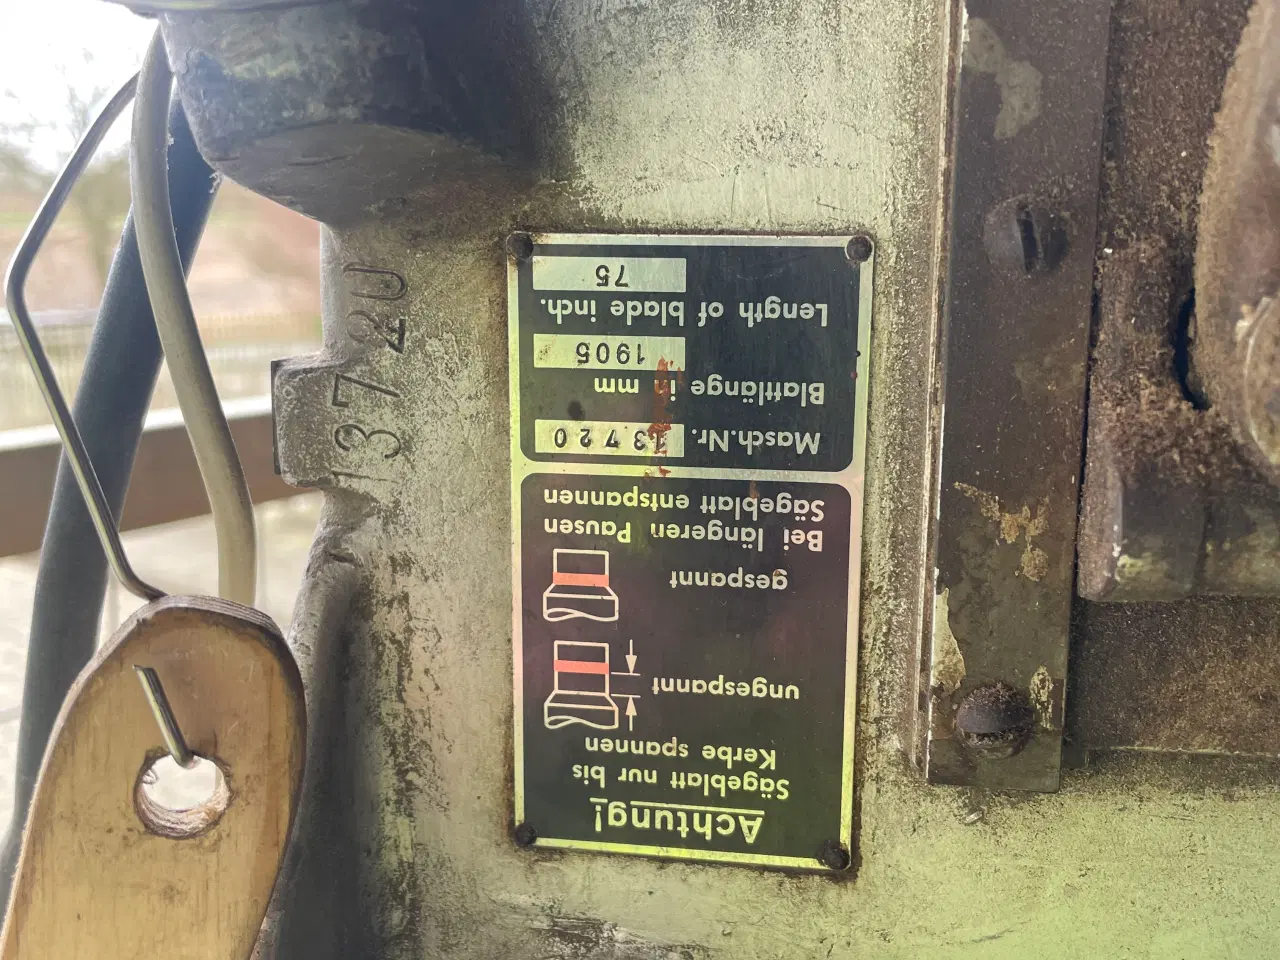 Achtung!
Sägeblatt nur bis
Kerbe spannen
ungespannt
gespannt
Bei längeren Pausen
Sägeblatt entspannen
Masch.Nr. 13720
Blattlänge in mm
1905
Length of blade inch.
75
13720